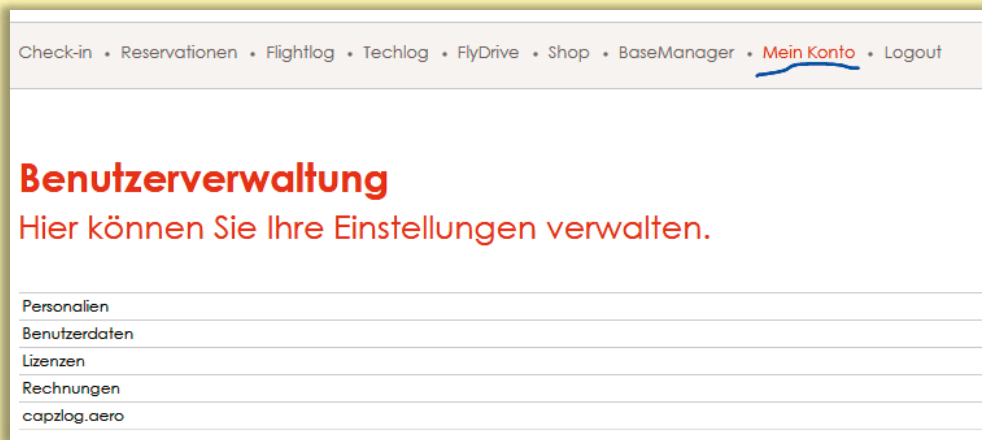 Check-in • Reservationen • Flightlog • Techlog • FlyDrive • Shop • BaseManager • Mein Konto • Logout
Benutzerverwaltung
Hier können Sie Ihre Einstellungen verwalten.
Personalien
Benutzerdaten
Lizenzen
Rechnungen
capzlog.aero